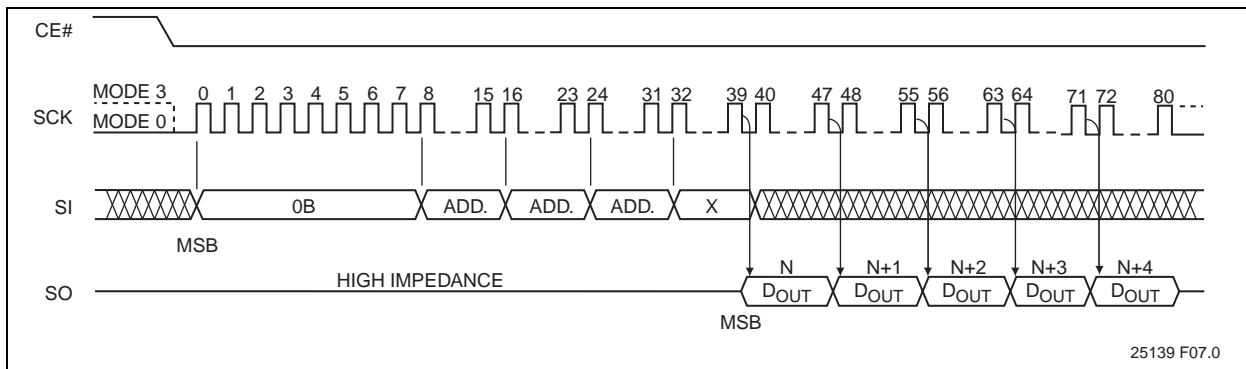 CE#
MODE 3
0 1 2 3 4 5 6 7 8 15 16 23 24 31 32 39 40 47 48 55 56 63 64 71 72 80
SCK
MODE 0
SI
0B
ADD.
ADD.
ADD.
X
MSB
N
N+1
N+2
N+3
N+4
HIGH IMPEDANCE
SO
DOUT
DOUT
DOUT
DOUT
DOUT
MSB
25139 F07.0